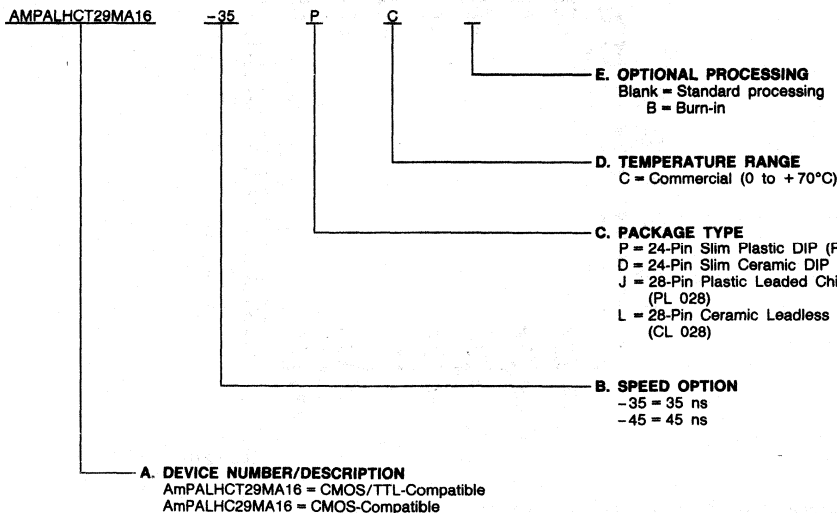 AMPALHCT29MA16 -35 P C
E. OPTIONAL PROCESSING
Blank = Standard processing
B = Burn-in
D. TEMPERATURE RANGE
C = Commercial (0 to +70°C)
C. PACKAGE TYPE
P = 24-Pin Slim Plastic DIP
D = 24-Pin Slim Ceramic DIP
J = 28-Pin Plastic Leaded
(PL 028)
L = 28-Pin Ceramic Leadless
(CL 028)
B. SPEED OPTION
-35 = 35 ns
-45 = 45 ns
A. DEVICE NUMBER/DESCRIPTION
AmPALHCT29MA16 = CMOS/TTL-Compatible
AmPALHC29MA16 = CMOS-Compatible